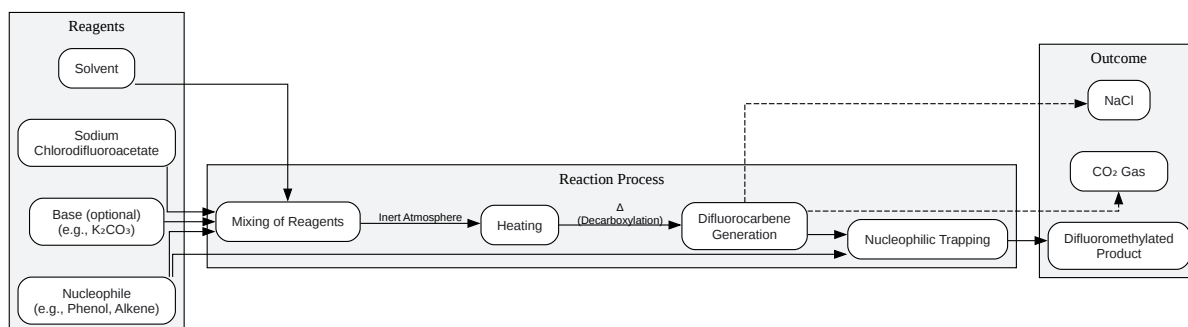 Reagents
Solvent
Sodium
Chlorodifluoroacetate
Base (optional)
(e.g., K₂CO₃)
Nucleophile
(e.g., Phenol, Alkene)
Reaction Process
Mixing of Reagents
Inert Atmosphere
Heating
Δ
(Decarboxylation)
Difluorocarbene
Generation
Nucleophilic Trapping
Outcome
NaCl
CO₂ Gas
Difluoromethylated
Product